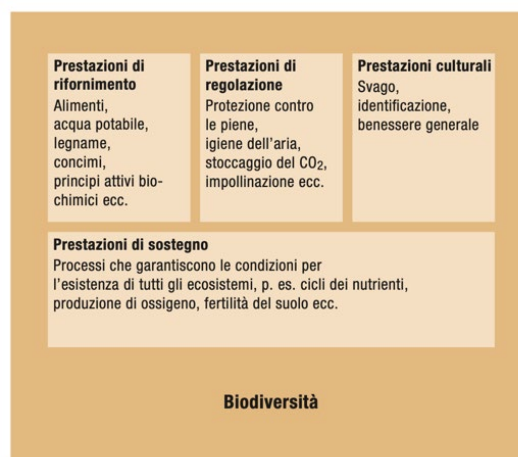 Prestazioni di
rifornimento
Alimenti,
acqua potabile,
legname,
concimi,
principi attivi bio-
chimici ecc.
Prestazioni di
regolazione
Protezione contro
le piene,
igiene dell'aria,
stoccaggio del CO₂,
impollinazione ecc.
Prestazioni culturali
Svago,
identificazione,
benessere generale
Prestazioni di sostegno
Processi che garantiscono le condizioni per
l'esistenza di tutti gli ecosistemi, p. es. cicli dei nutrienti,
produzione di ossigeno, fertilità del suolo ecc.
Biodiversità